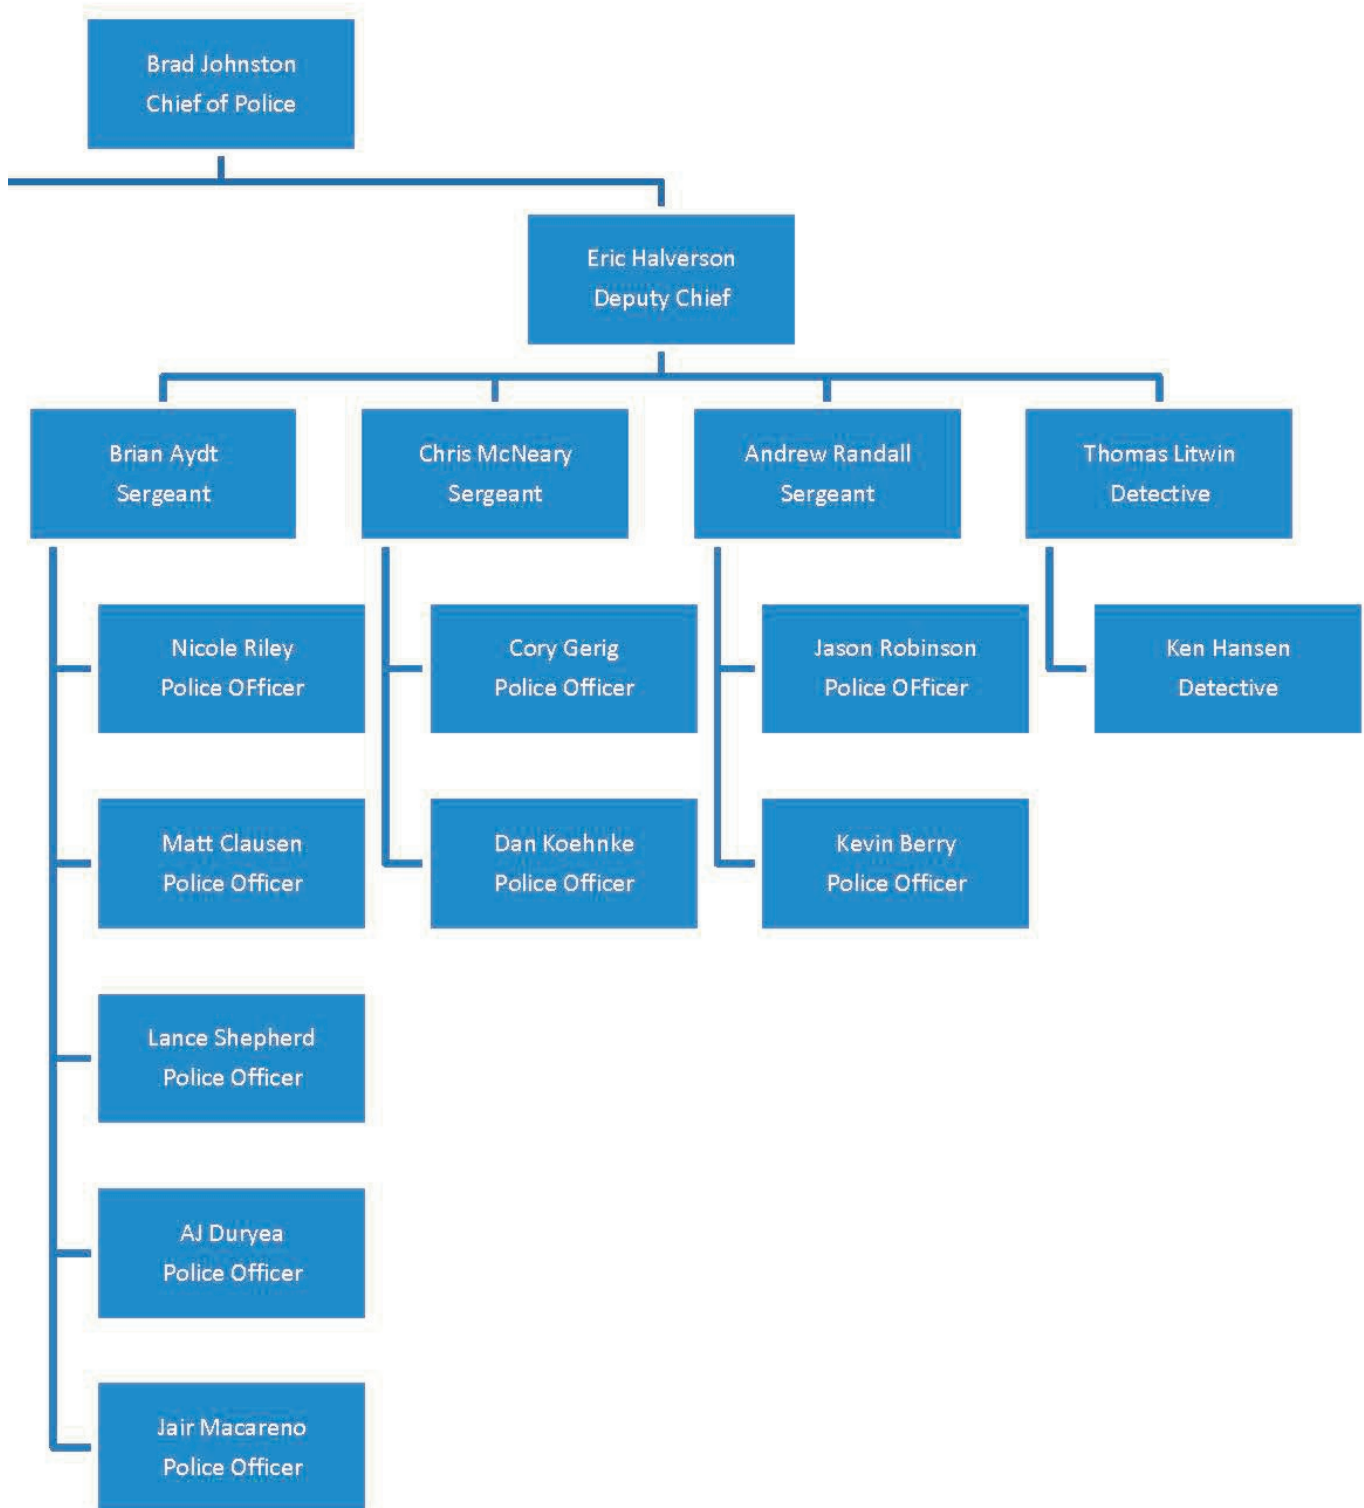 Brad Johnston
Chief of Police
Eric Halverson
Deputy Chief
Brian Aydt
Sergeant
Chris McNeary
Sergeant
Andrew Randall
Sergeant
Thomas Litwin
Detective
Nicole Riley
Police OFficer
Cory Gerig
Police Officer
Jason Robinson
Police OFficer
Ken Hansen
Detective
Matt Clausen
Police Officer
Dan Koehnke
Police Officer
Kevin Berry
Police Officer
Lance Shepherd
Police Officer
AJ Duryea
Police Officer
Jair Macareno
Police Officer